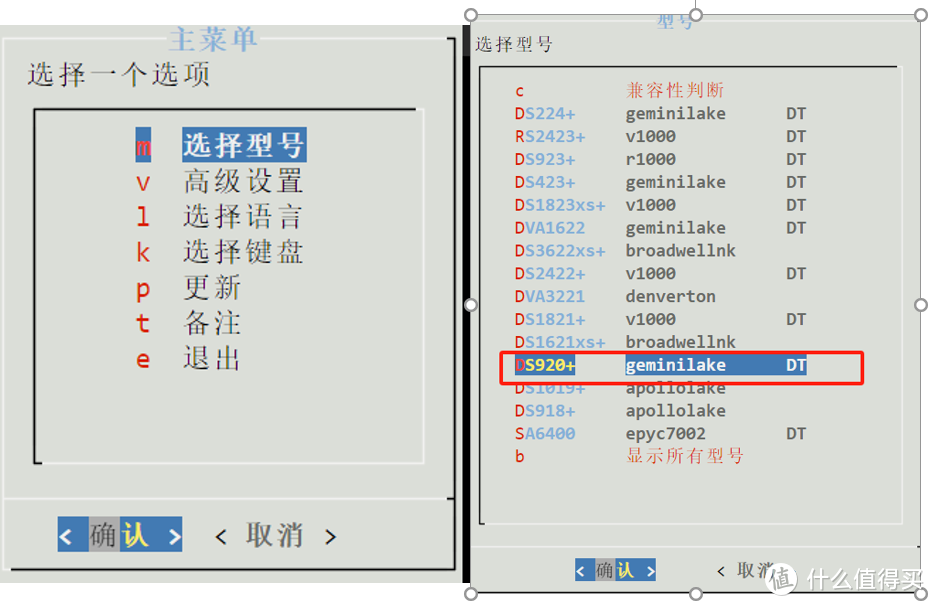 主菜单
选择一个选项
m 选择型号
v 高级设置
l 选择语言
k 选择键盘
p 更新
t 备注
e 退出
< 确认 > < 取消 >
型号
选择型号
c 兼容性判断
DS224+ geminilake DT
RS2423+ v1000 DT
DS923+ r1000 DT
DS423+ geminilake DT
DS1823xs+ v1000 DT
DVA1622 geminilake DT
DS3622xs+ broadwellnk
DS2422+ v1000 DT
DVA3221 denverton
DS1821+ v1000 DT
DS1621xs+ broadwellnk
DS920+ geminilake DT
DS1019+ apollolake
DS918+ apollolake
SA6400 epyc7002 DT
b 显示所有型号
< 确认 > < 取消
值 什么值得买